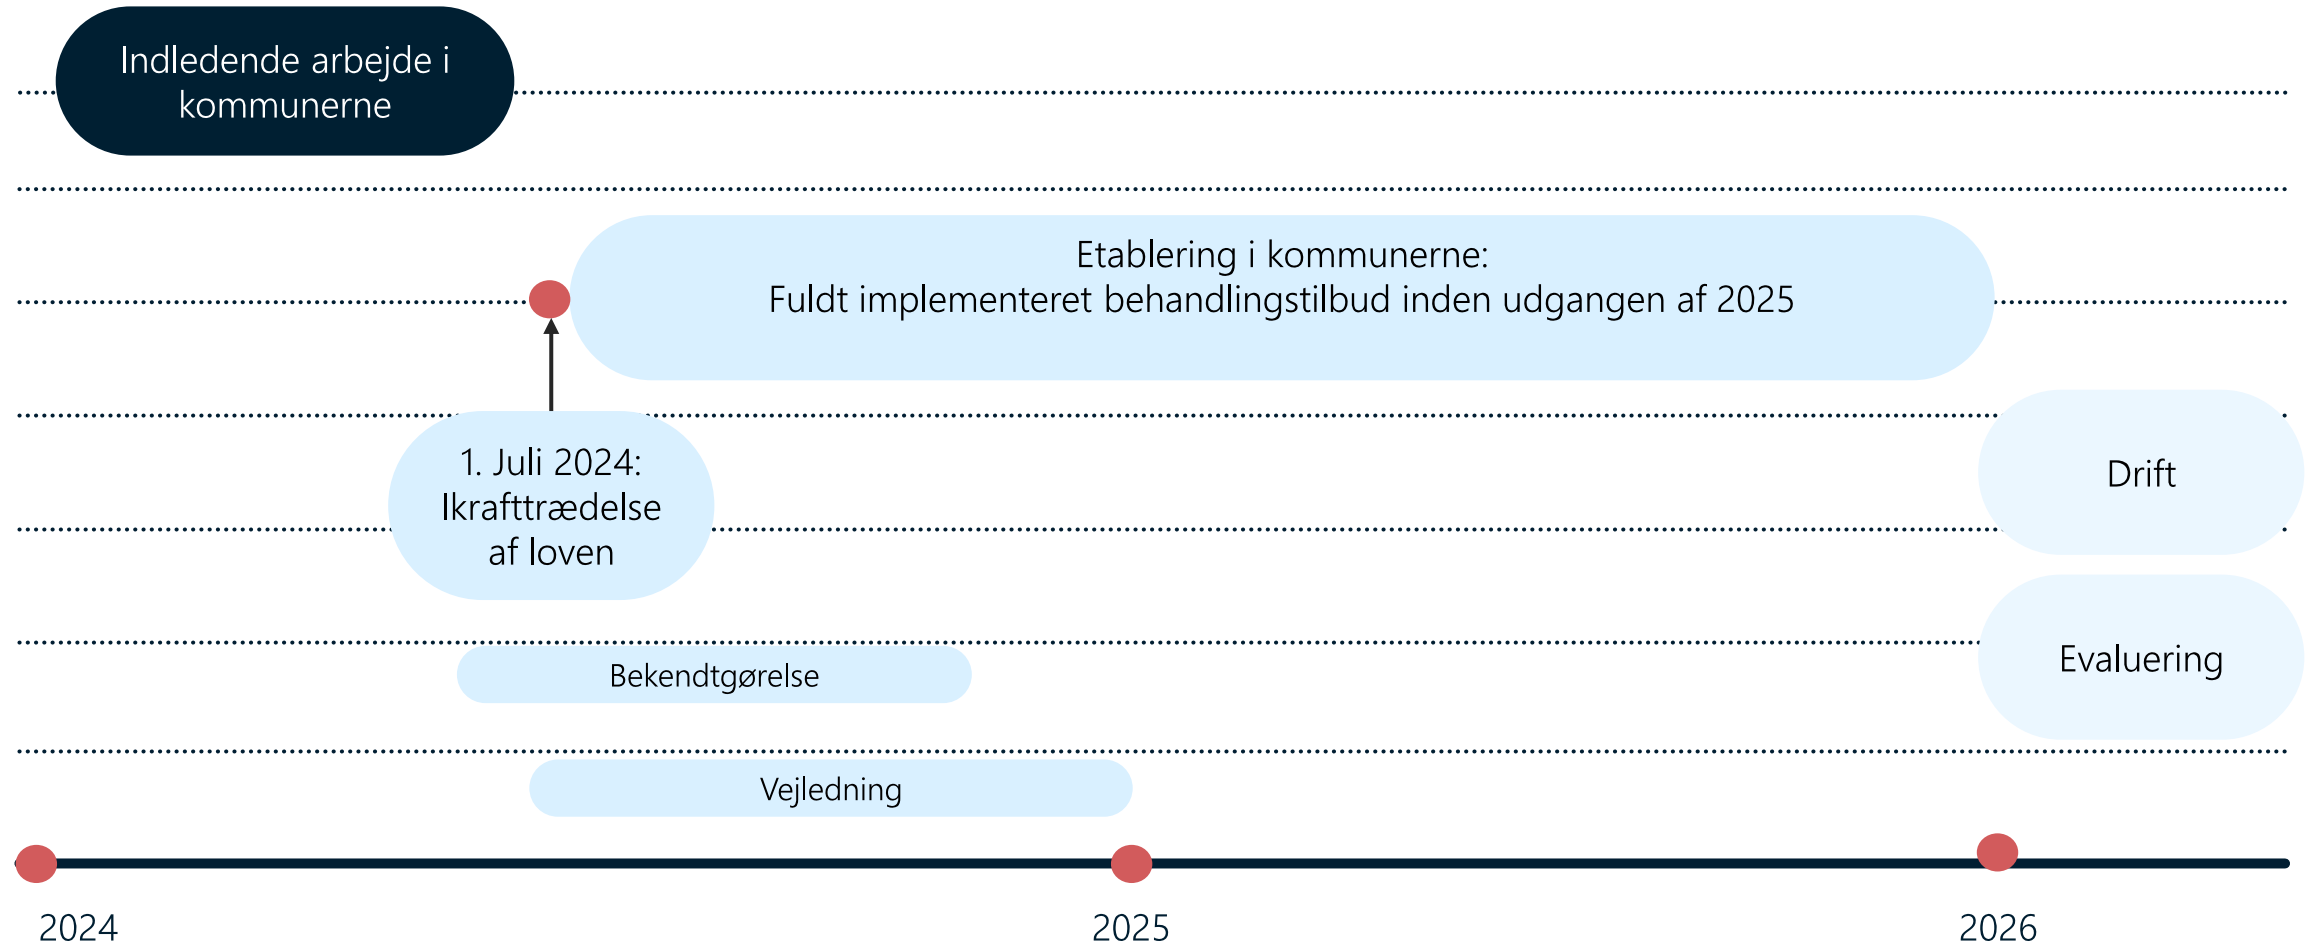 Indledende arbejde i
kommunerne
Etablering i kommunerne:
Fuldt implementeret behandlingstilbud inden udgangen af 2025
1. Juli 2024:
Ikrafttrædelse
af loven
Drift
Evaluering
Bekendtgørelse
Vejledning
2024
2025
2026